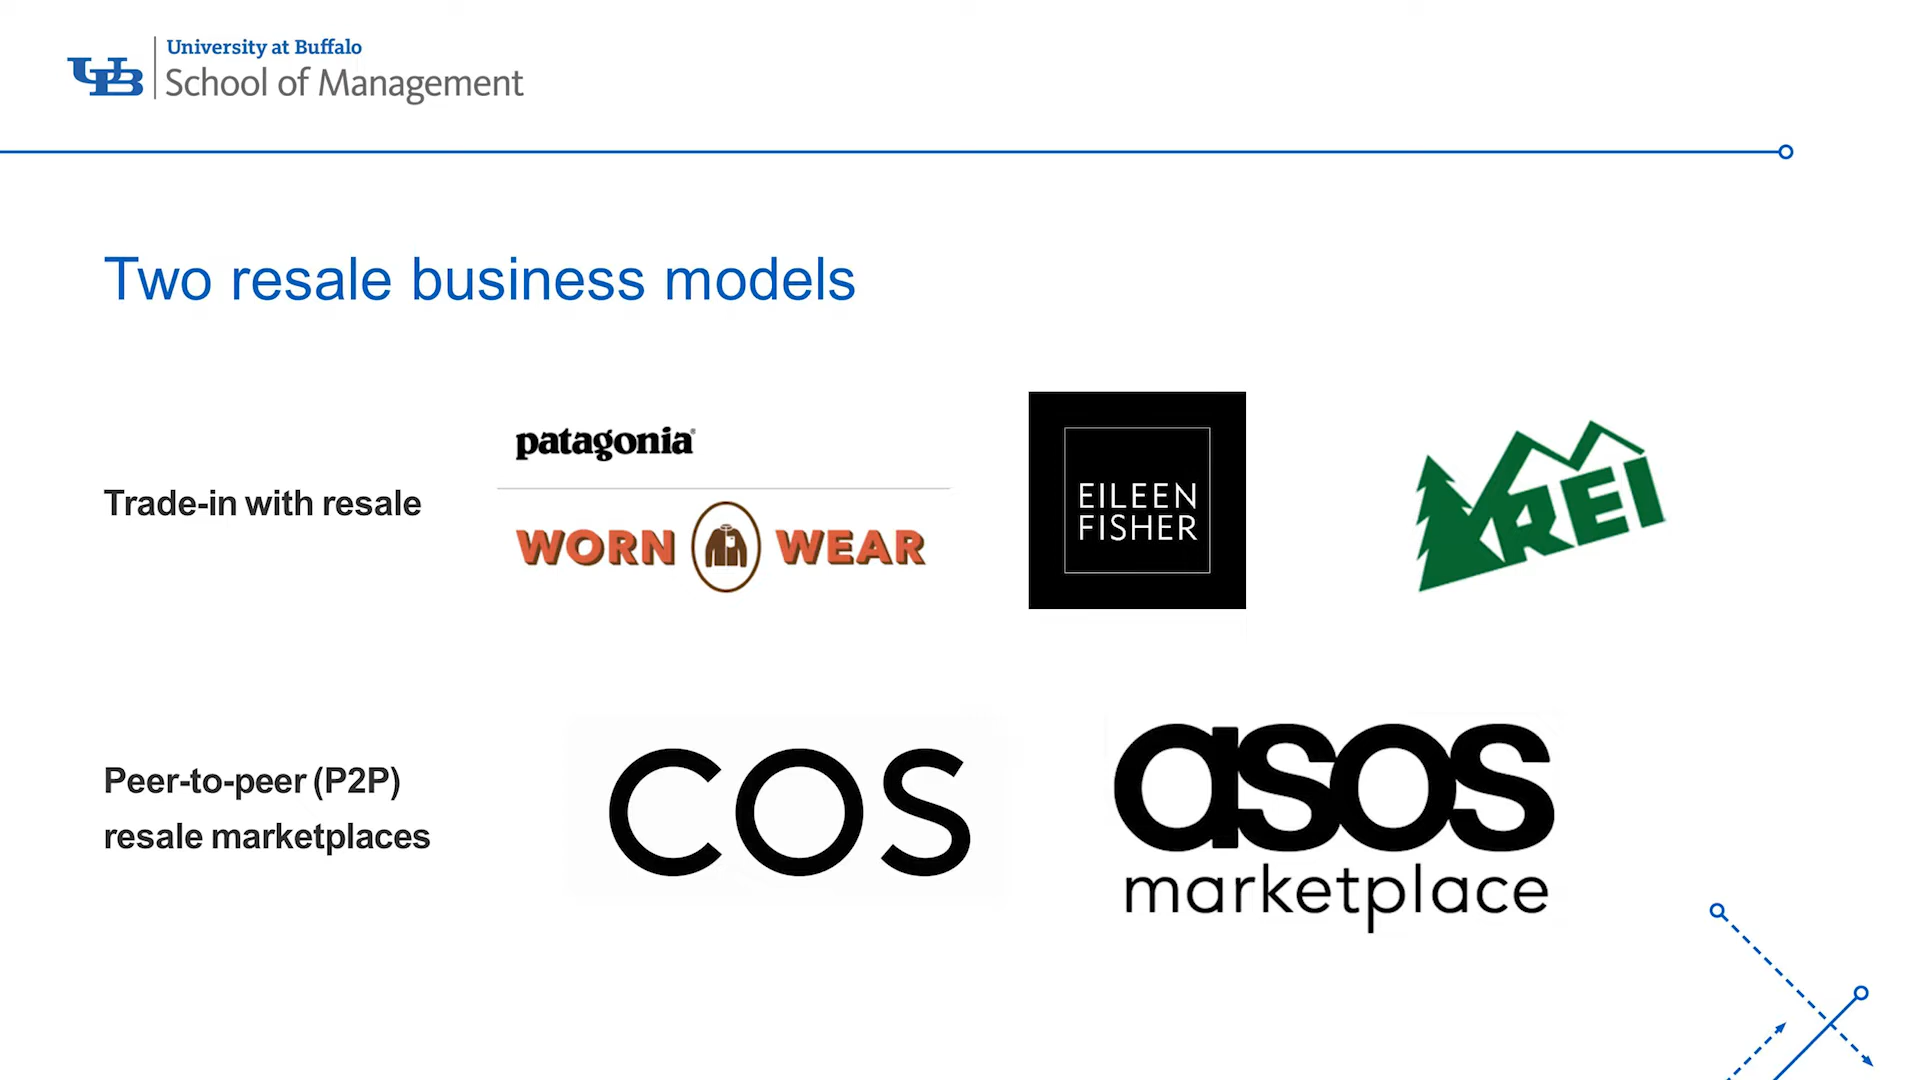 UB
University at Buffalo
School of Management
Two resale business models
Trade-in with resale
patagonia®
WORN WEAR
EILEEN
FISHER
REI
Peer-to-peer (P2P)
resale marketplaces
COS
asos
marketplace